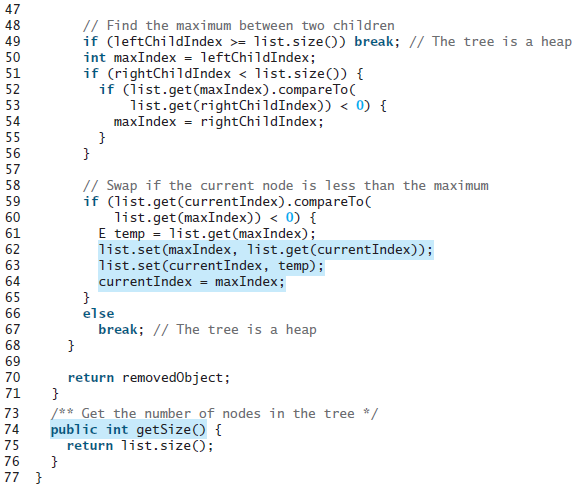 47
48 // Find the maximum between two children
49 if (leftChildIndex >= list.size()) break; // The tree is a heap
50 int maxIndex = leftChildIndex;
51 if (rightChildIndex < list.size()) {
52 if (list.get(maxIndex).compareTo(
53 list.get(rightChildIndex)) < 0) {
54 maxIndex = rightChildIndex;
55 }
56 }
57
58 // Swap if the current node is less than the maximum
59 if (list.get(currentIndex).compareTo(
60 list.get(maxIndex)) < 0) {
61 E temp = list.get(maxIndex);
62 list.set(maxIndex, list.get(currentIndex));
63 list.set(currentIndex, temp);
64 currentIndex = maxIndex;
65 }
66 else
67 break; // The tree is a heap
68 }
69
70 return removedObject;
71 }
73 /** Get the number of nodes in the tree */
74 public int getSize() {
75 return list.size();
76 }
77 }